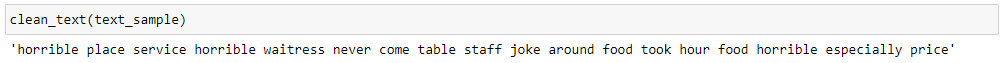 clean_text(text_sample)
'horrible place service horrible waitress never come table staff joke around food took hour food horrible especially price'